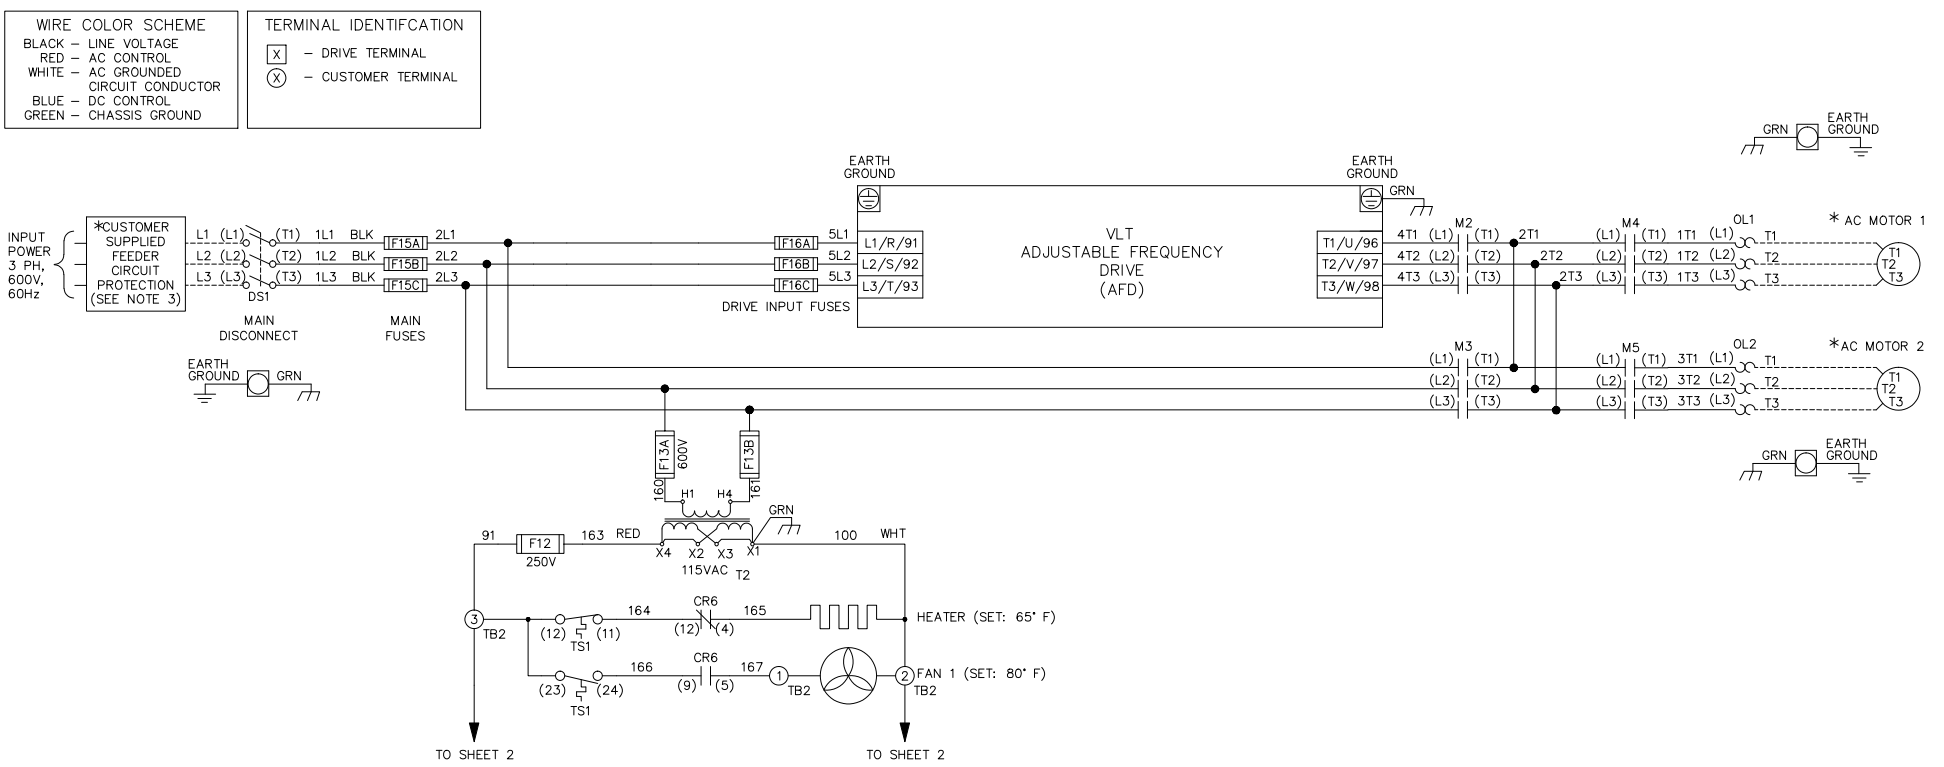 WIRE COLOR SCHEME
BLACK – LINE VOLTAGE
RED – AC CONTROL
WHITE – AC GROUNDED
CIRCUIT CONDUCTOR
BLUE – DC CONTROL
GREEN – CHASSIS GROUND
TERMINAL IDENTIFCATION
X – DRIVE TERMINAL
X – CUSTOMER TERMINAL
GRN
EARTH
GROUND
EARTH
GROUND
EARTH
GROUND
GRN
INPUT
POWER
3 PH,
600V,
60Hz
*CUSTOMER
SUPPLIED
FEEDER
CIRCUIT
PROTECTION
(SEE NOTE 3)
L1 (L1) (T1) 1L1 BLK F15A 2L1 F16A 5L1 L1/R/91
L2 (L2) (T2) 1L2 BLK F15B 2L2 F16B 5L2 L2/S/92
L3 (L3) (T3) 1L3 BLK F15C 2L3 F16C 5L3 L3/T/93
DS1
MAIN
DISCONNECT
MAIN
FUSES
DRIVE INPUT FUSES
VLT
ADJUSTABLE FREQUENCY
DRIVE
(AFD)
M2 M4 OL1 * AC MOTOR 1
T1/U/96 4T1 (L1) (T1) 2T1 (L1) (T1) 1T1 (L1) T1
T2/V/97 4T2 (L2) (T2) 2T2 (L2) (T2) 1T2 (L2) T2
T3/W/98 4T3 (L3) (T3) 2T3 (L3) (T3) 1T3 (L3) T3
T1
T2
T3
M3 M5 OL2 *AC MOTOR 2
(L1) (T1) (L1) (T1) 3T1 (L1) T1
(L2) (T2) (L2) (T2) 3T2 (L2) T2
(L3) (T3) (L3) (T3) 3T3 (L3) T3
T1
T2
T3
EARTH
GROUND GRN
GRN
EARTH
GROUND
F13A
600V
F13B
160
161
H1 H4
GRN
91 F12 163 RED
250V
X4 X2 X3 X1
100 WHT
115VAC T2
3 TB2
(12) (11) 164
TS1
CR6
(12) (4) 165
HEATER (SET: 65° F)
(23) (24) 166
TS1
CR6
(9) (5) 167
1 TB2
2 TB2
FAN 1 (SET: 80° F)
TO SHEET 2
TO SHEET 2